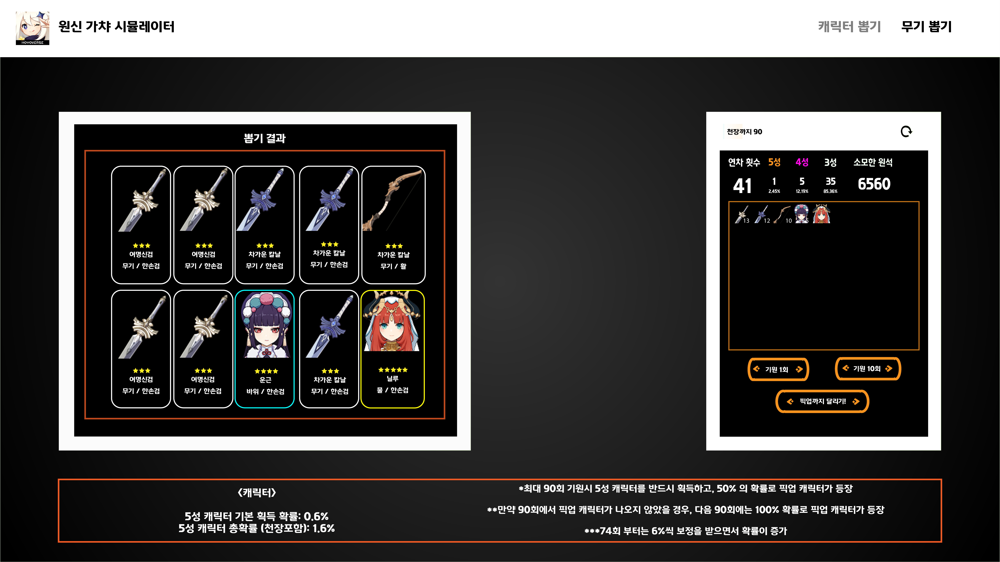 HOYOVERSE
원신 가챠 시뮬레이터
캐릭터 뽑기
무기 뽑기
뽑기 결과
여명신검
무기 / 한손검
여명신검
무기 / 한손검
차가운 칼날
무기 / 한손검
차가운 칼날
무기 / 한손검
차가운 칼날
무기 / 활
여명신검
무기 / 한손검
여명신검
무기 / 한손검
운근
바위 / 한손검
차가운 칼날
무기 / 한손검
닐루
물 / 한손검
천장까지 90
연차 횟수 5성 4성 3성 소모한 원석
41 1 5 35 6560
2.45% 12.19% 85.36%
13 12 10 5
기원 1회
기원 10회
픽업까지 달리기!
<캐릭터>
5성 캐릭터 기본 획득 확률: 0.6%
5성 캐릭터 총확률 (천장포함): 1.6%
*최대 90회 기원시 5성 캐릭터를 반드시 획득하고, 50% 의 확률로 픽업 캐릭터가 등장
**만약 90회에서 픽업 캐릭터가 나오지 않았을 경우, 다음 90회에는 100% 확률로 픽업 캐릭터가 등장
***74회 부터는 6%씩 보정을 받으면서 확률이 증가